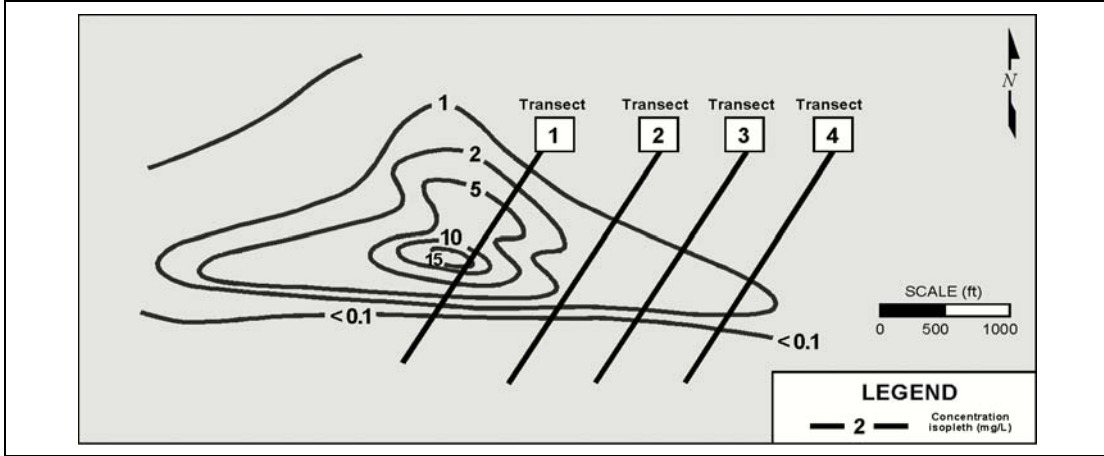 1
2
5
10
15
< 0.1
< 0.1
Transect
1
Transect
2
Transect
3
Transect
4
N
SCALE (ft)
0 500 1000
LEGEND
2
Concentration
isopleth (mg/L)